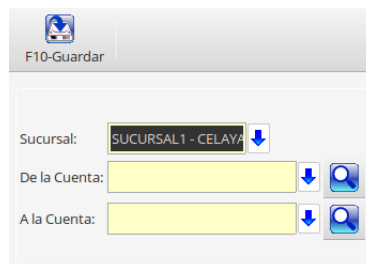 F10-Guardar
Sucursal: SUCURSAL1 - CELAYA
De la Cuenta:
A la Cuenta: